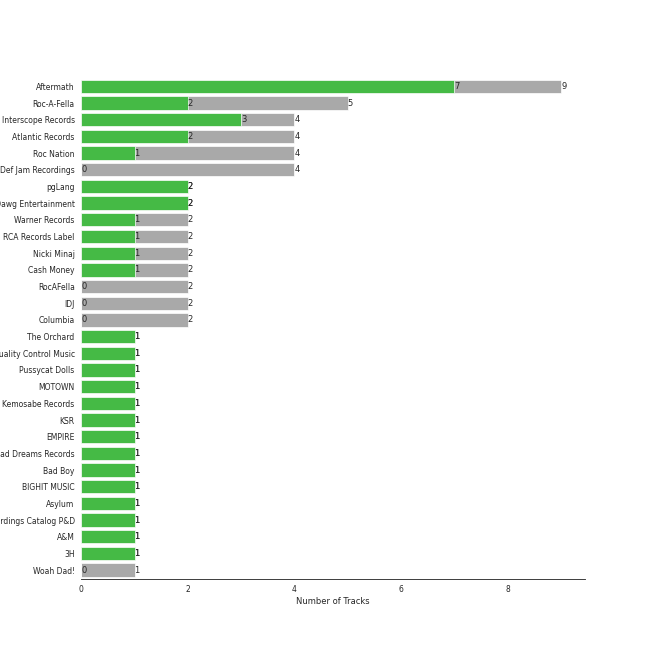 Aftermath 7 9
Roc-A-Fella 2 5
Interscope Records 3 4
Atlantic Records 2 4
Roc Nation 1 4
Def Jam Recordings 0 4
pgLang 2
Dawg Entertainment 2
Warner Records 1 2
RCA Records Label 1 2
Nicki Minaj 1 2
Cash Money 1 2
RocAFella 0 2
IDJ 0 2
Columbia 0 2
The Orchard 1
uality Control Music 1
Pussycat Dolls 1
MOTOWN 1
Kemosabe Records 1
KSR 1
EMPIRE 1
ad Dreams Records 1
Bad Boy 1
BIGHIT MUSIC 1
Asylum 1
rdings Catalog P&D 1
A&M 1
3H 1
Woah Dad! 0 1
0 2 4 6 8
Number of Tracks